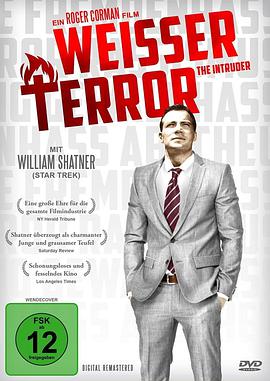 EIN ROGER CORMAN FILM
WEISSER
THE INTRUDER
TERROR
MIT
WILLIAM SHATNER
(STAR TREK)
Eine große Ehre für die
gesamte Filmindustrie
NY Herald Tribune
Shatner überzeugt als charmanter
Junge und grausamer Teufel
Saturday Review
Schonungsloses und
fesselndes Kino
Los Angeles Times
WENDECOVER
FSK
ab
12
freigegeben
DIGITAL REMASTERED
DVD
VIDEO